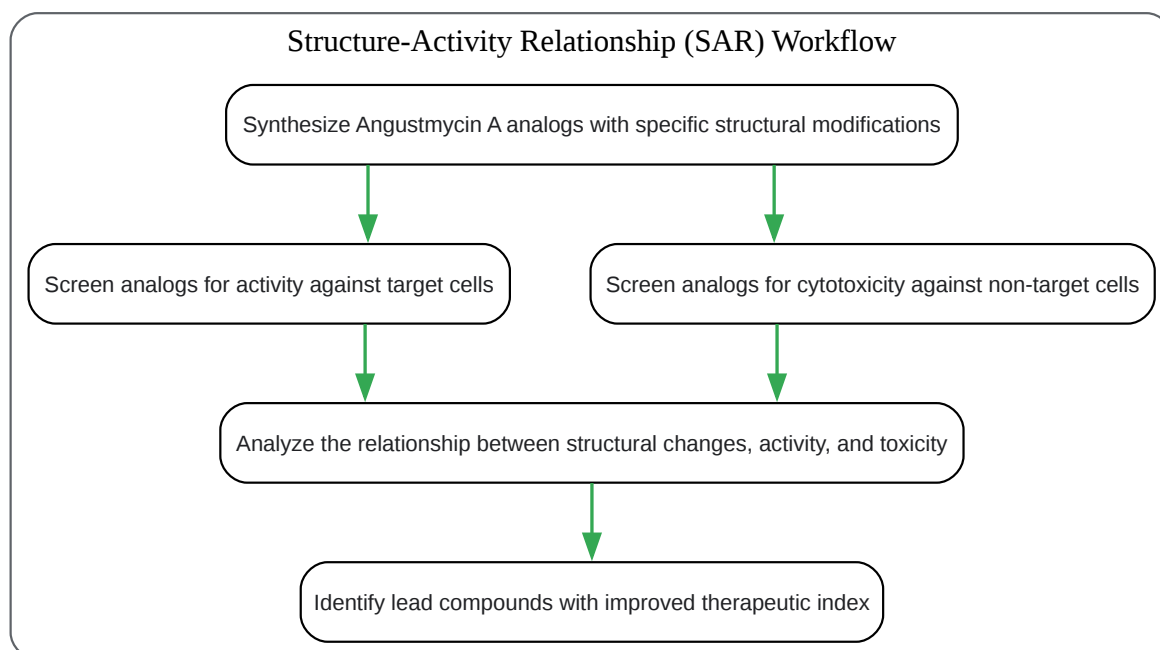 Structure-Activity Relationship (SAR) Workflow
Synthesize Angustmycin A analogs with specific structural modifications
Screen analogs for activity against target cells
Screen analogs for cytotoxicity against non-target cells
Analyze the relationship between structural changes, activity, and toxicity
Identify lead compounds with improved therapeutic index